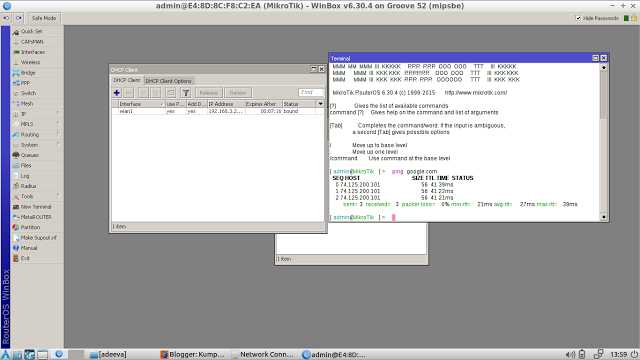 admin@E4:8D:8C:F8:C2:EA (MikroTik) - WinBox v6.30.4 on Groove 52 (mipsbe)
Safe Mode
Hide Passwords
Quick Set
CAPsMAN
Interfaces
Wireless
Bridge
PPP
Switch
Mesh
IP
MPLS
Routing
System
Queues
Files
Log
Radius
Tools
New Terminal
MetaROUTER
Partition
Make Supout.rif
Manual
Exit
RouterOS WinBox
DHCP Client
DHCP Client DHCP Client Options
Release Renew Find
Interface Use P... Add D... IP Address Expires After Status
wlan1 yes yes 192.168.3.2... 00:07:16 bound
1 item
1 item
Terminal
MMM MM MMM III KKKKK RRR RRR OOO OOO TTT III KKKKK
MMM MMM III KKK KKK RRRRRR OOO OOO TTT III KKK KKK
MMM MMM III KKK KKK RRR RRR OOOOOO TTT III KKK KKK
MikroTik RouterOS 6.30.4 (c) 1999-2015 http://www.mikrotik.com/
[?] Gives the list of available commands
command [?] Gives help on the command and list of arguments
[Tab] Completes the command/word. If the input is ambiguous,
a second [Tab] gives possible options
/ Move up to base level
.. Move up one level
/command Use command at the base level
[admin@MikroTik] > ping google.com
SEQ HOST SIZE TTL TIME STATUS
0 74.125.200.101 56 41 39ms
1 74.125.200.101 56 41 21ms
2 74.125.200.101 56 41 22ms
sent=3 received=3 packet-loss=0% min-rtt=21ms avg-rtt=27ms max-rtt=39ms
[admin@MikroTik] >
[adeeva]
Blogger: Kump...
Network Conn...
admin@E4:8D:...
13:59